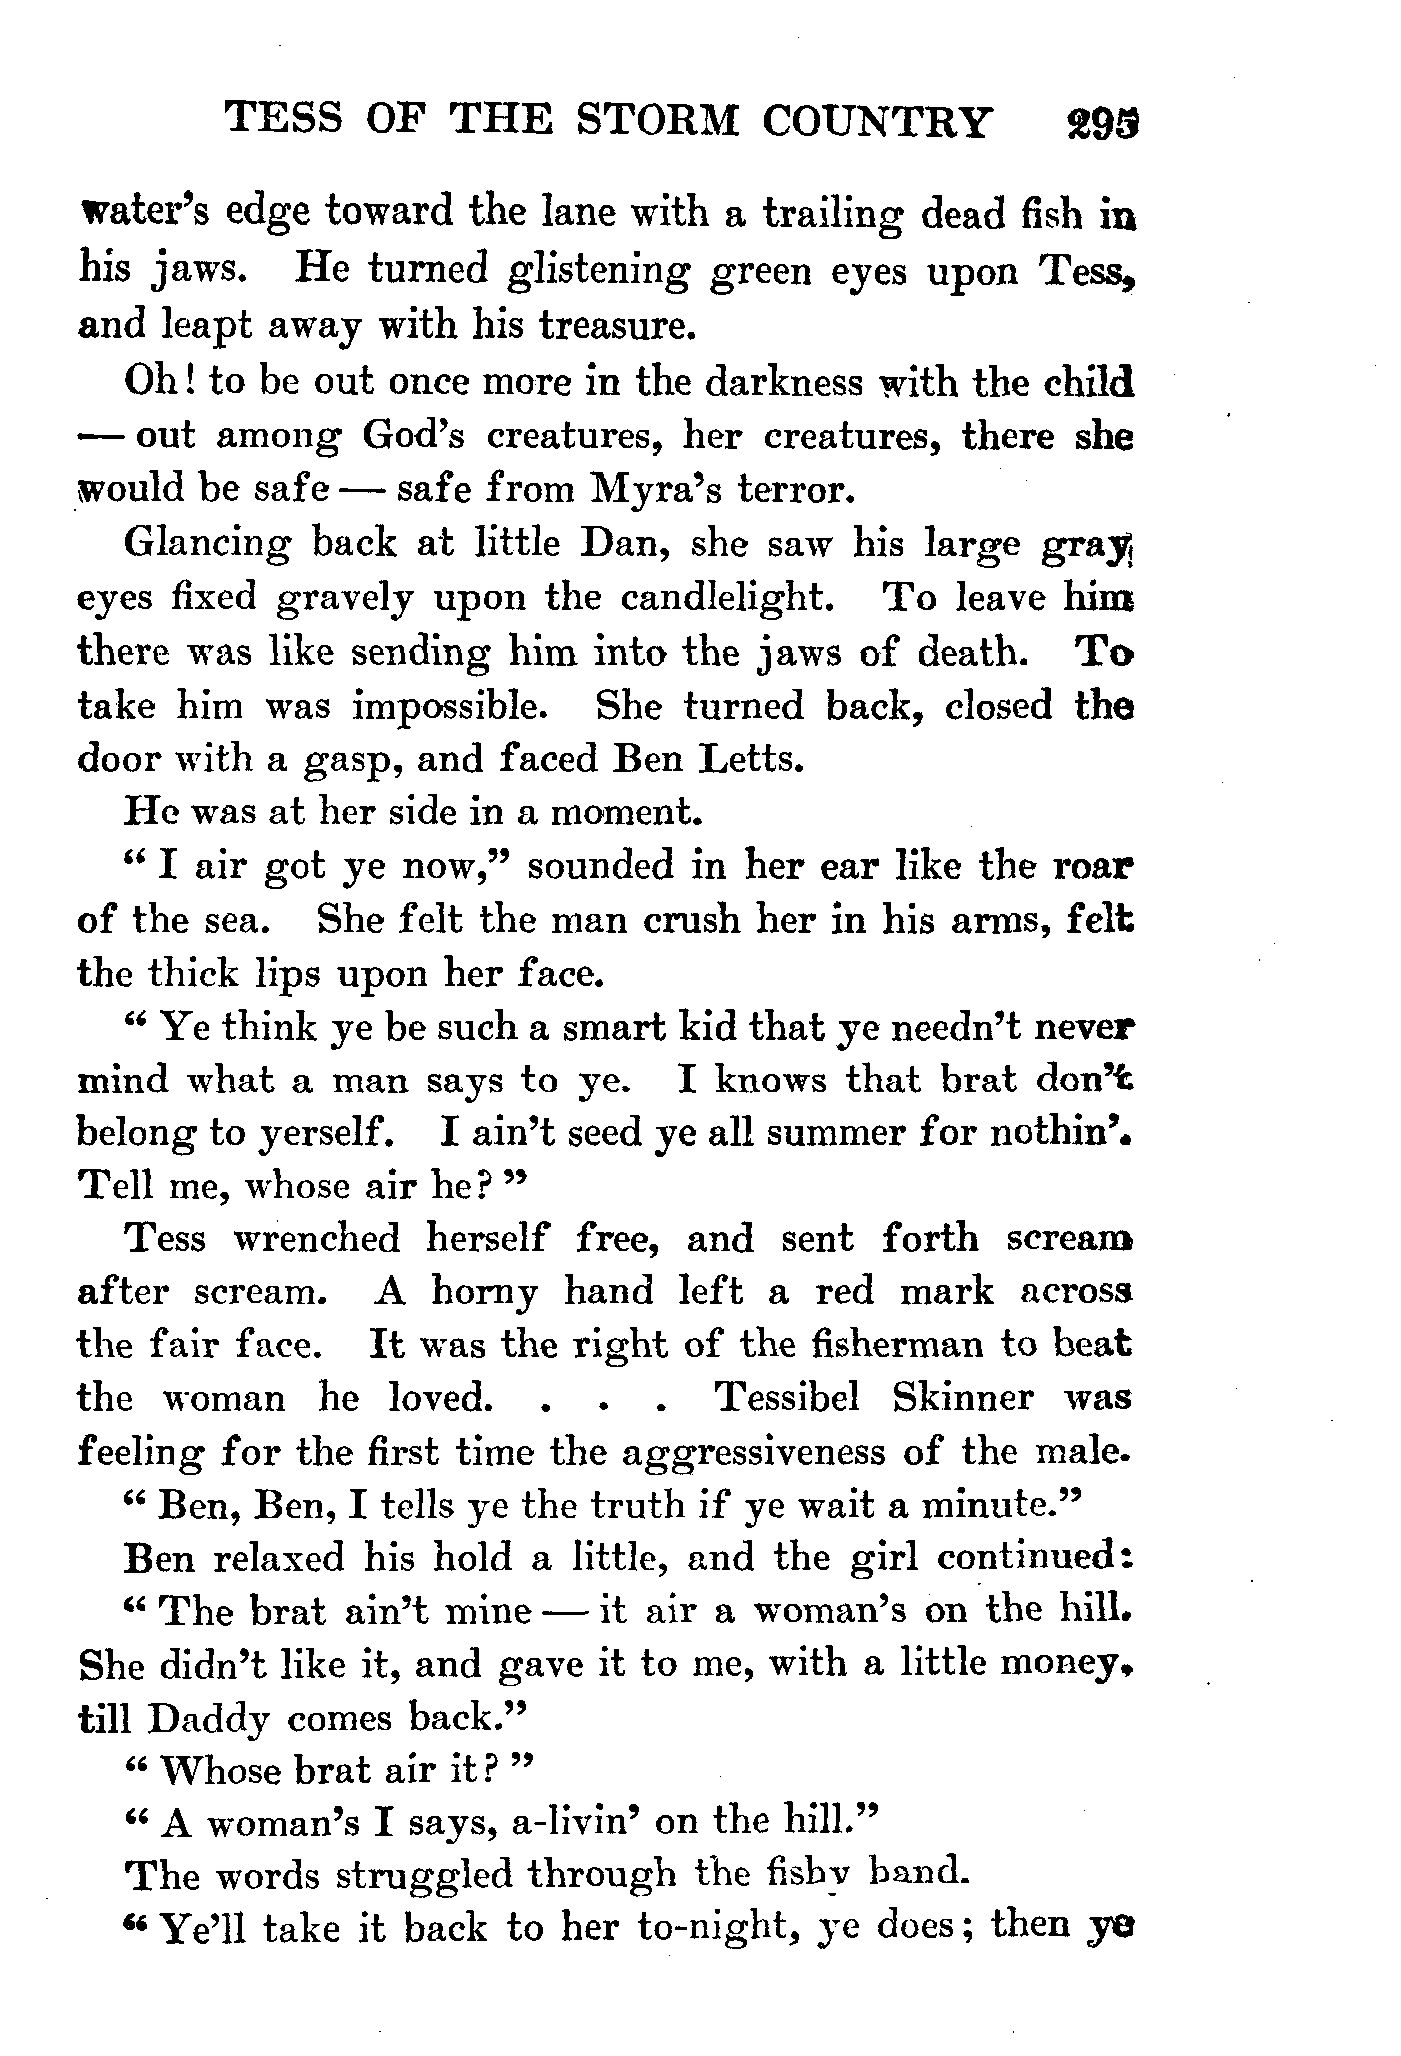 TESS OF THE STORM COUNTRY 295
water's edge toward the lane with a trailing dead fish in
his jaws. He turned glistening green eyes upon Tess,
and leapt away with his treasure.
Oh! to be out once more in the darkness with the child
— out among God's creatures, her creatures, there she
would be safe — safe from Myra's terror.
Glancing back at little Dan, she saw his large gray
eyes fixed gravely upon the candlelight. To leave him
there was like sending him into the jaws of death. To
take him was impossible. She turned back, closed the
door with a gasp, and faced Ben Letts.
He was at her side in a moment.
“ I air got ye now,” sounded in her ear like the roar
of the sea. She felt the man crush her in his arms, felt
the thick lips upon her face.
“ Ye think ye be such a smart kid that ye needn't never
mind what a man says to ye. I knows that brat don't
belong to yerself. I ain't seed ye all summer for nothin'.
Tell me, whose air he? ”
Tess wrenched herself free, and sent forth scream
after scream. A horny hand left a red mark across
the fair face. It was the right of the fisherman to beat
the woman he loved. . . . Tessibel Skinner was
feeling for the first time the aggressiveness of the male.
“ Ben, Ben, I tells ye the truth if ye wait a minute.”
Ben relaxed his hold a little, and the girl continued:
“ The brat ain't mine — it air a woman's on the hill.
She didn't like it, and gave it to me, with a little money,
till Daddy comes back.”
“ Whose brat air it? ”
“ A woman's I says, a-livin' on the hill.”
The words struggled through the fishy hand.
“ Ye'll take it back to her to-night, ye does; then ye